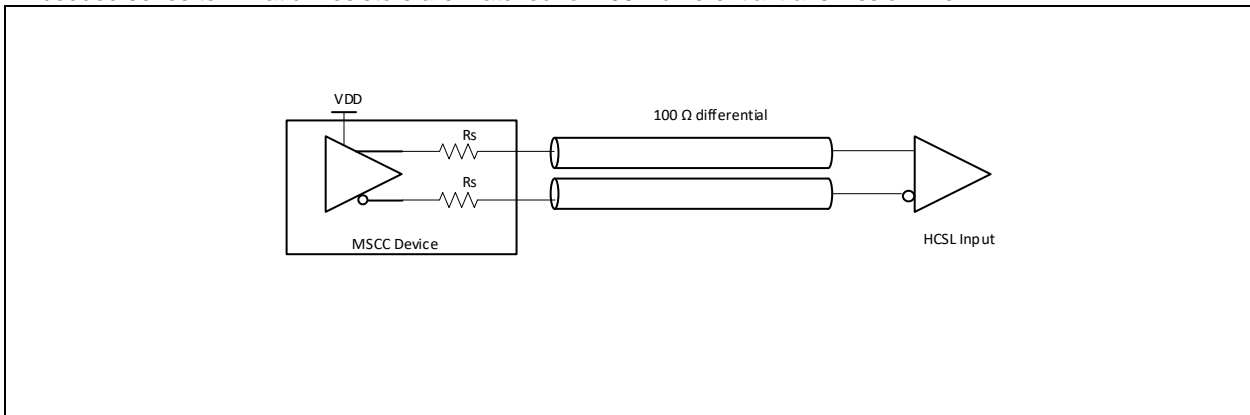 VDD
100 Ω differential
Rs
Rs
MSCC Device
HCSL Input